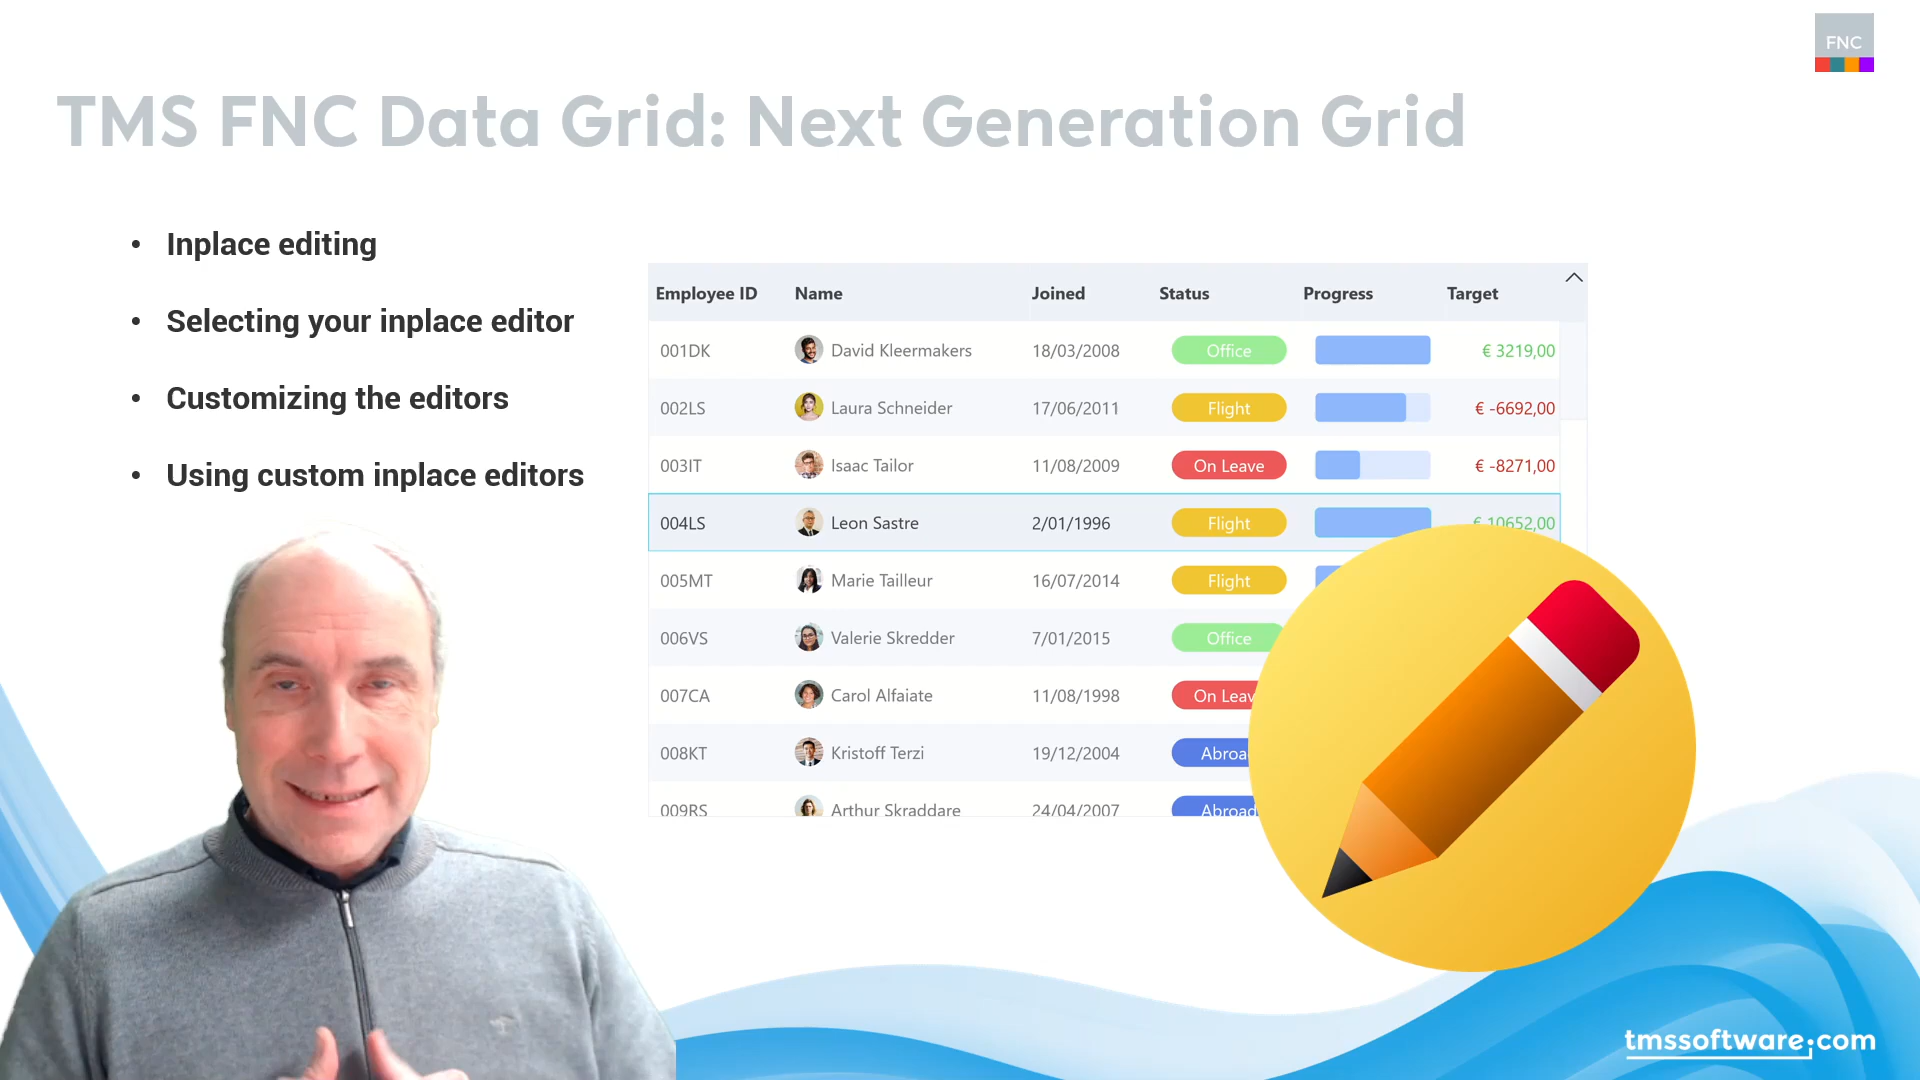 FNC
TMS FNC Data Grid: Next Generation Grid
• Inplace editing
• Selecting your inplace editor
• Customizing the editors
• Using custom inplace editors
Employee ID Name Joined Status Progress Target
001DK David Kleermakers 18/03/2008 Office € 3219,00
002LS Laura Schneider 17/06/2011 Flight € -6692,00
003IT Isaac Tailor 11/08/2009 On Leave € -8271,00
004LS Leon Sastre 2/01/1996 Flight € 10652,00
005MT Marie Tailleur 16/07/2014 Flight
006VS Valerie Skredder 7/01/2015 Office
007CA Carol Alfaiate 11/08/1998 On Leav
008KT Kristoff Terzi 19/12/2004 Abroa
009RS Arthur Skraddare 24/04/2007 Abroad
tmssoftware.com